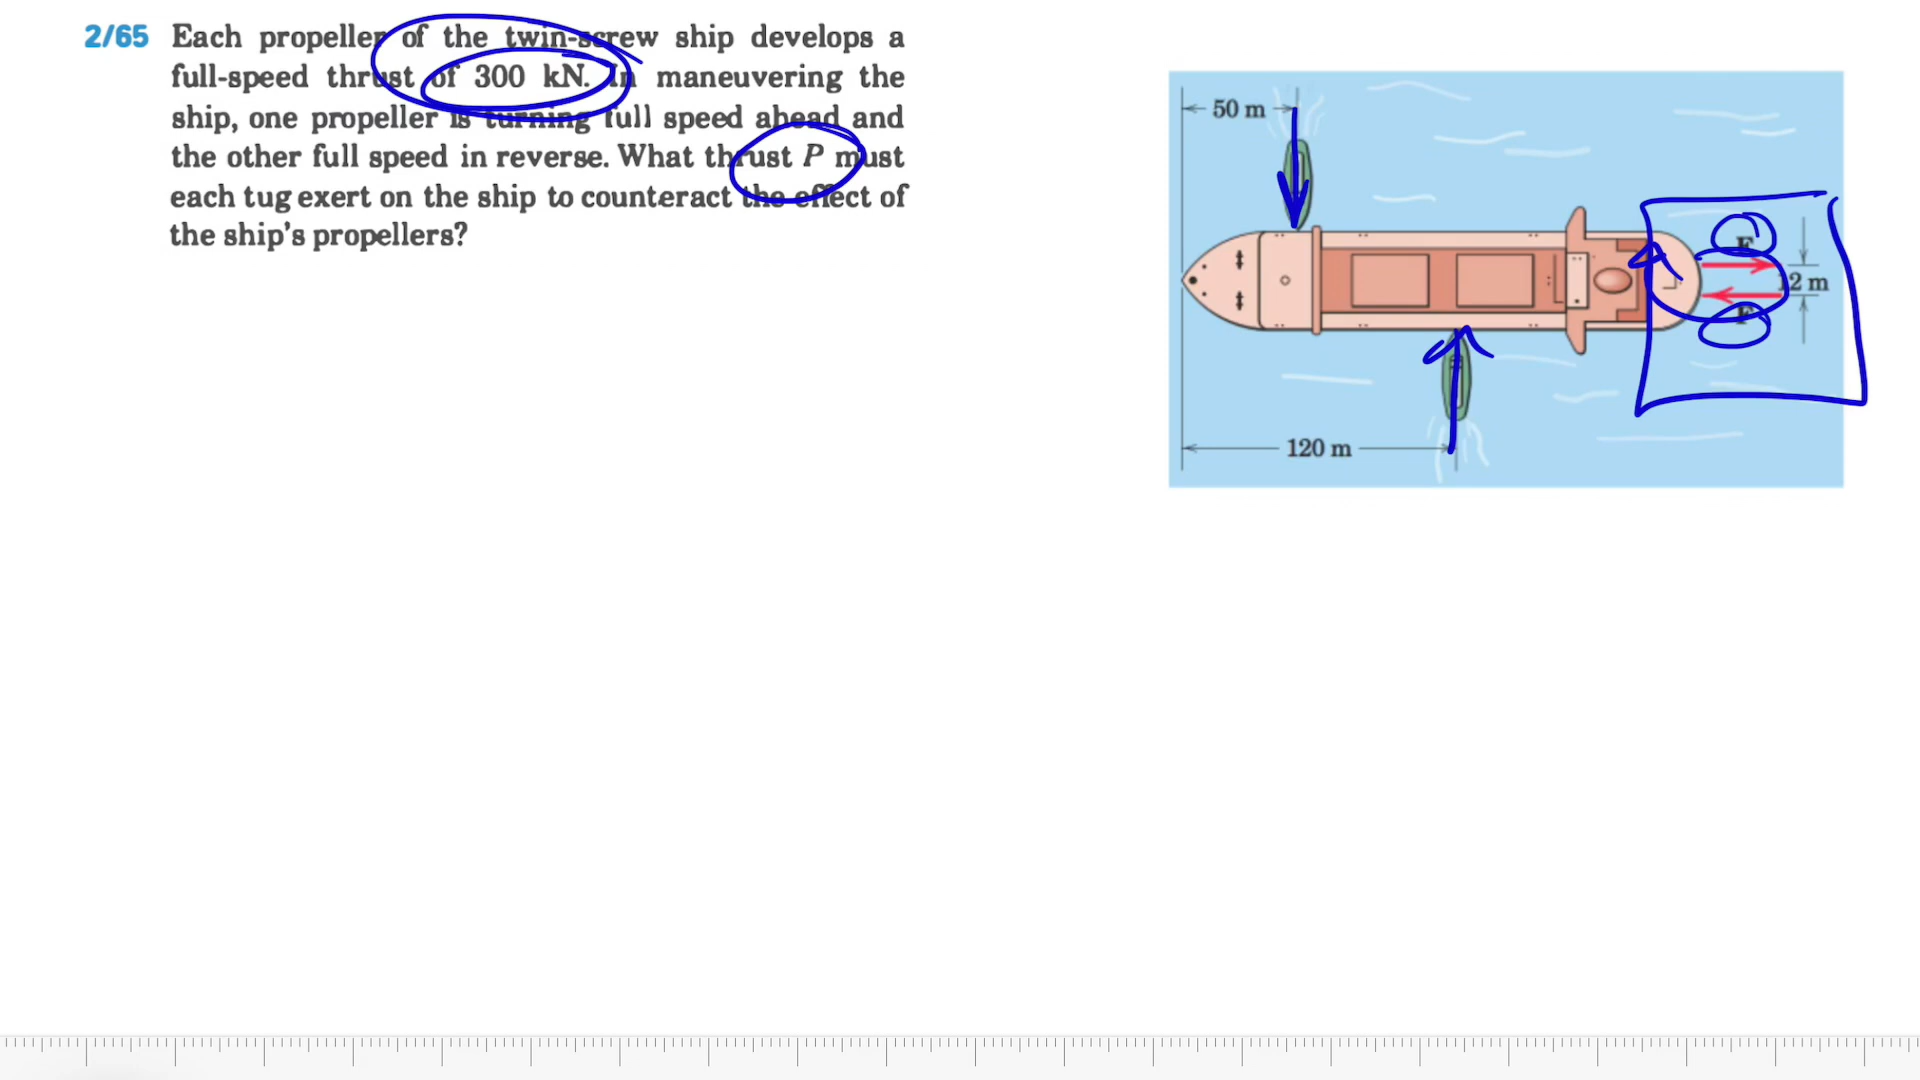 2/65 Each propeller of the twin-screw ship develops a
full-speed thrust of 300 kN. In maneuvering the
ship, one propeller is turning full speed ahead and
the other full speed in reverse. What thrust P must
each tug exert on the ship to counteract the effect of
the ship's propellers?
50 m
F
12 m
F
120 m